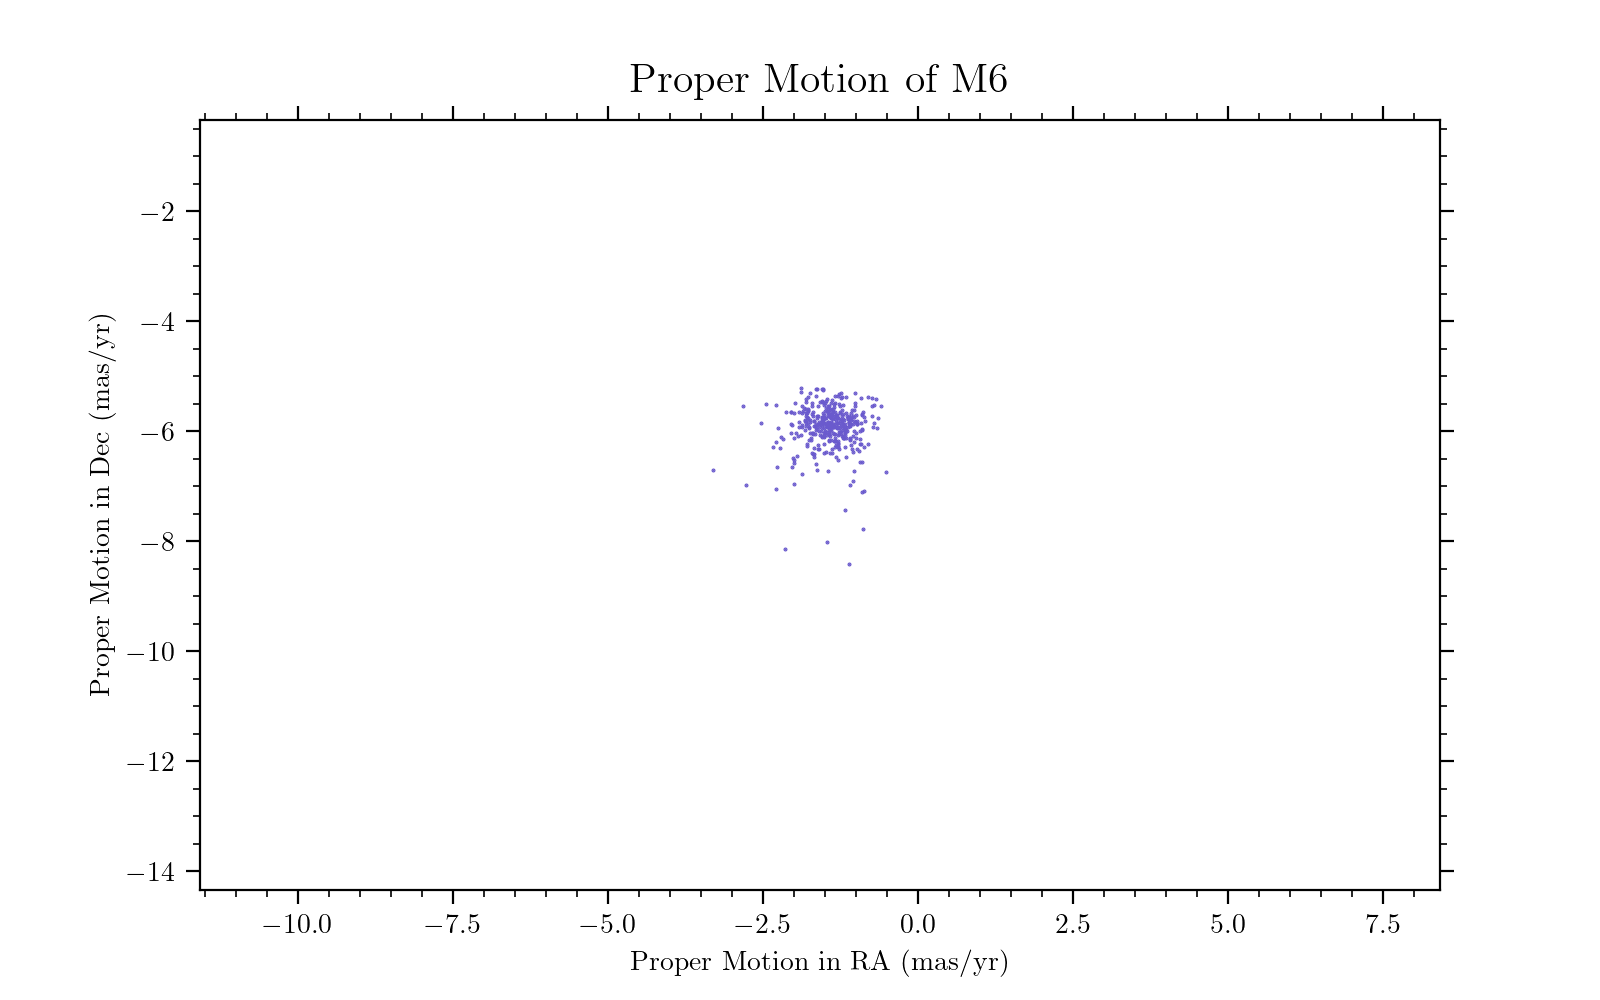 Proper Motion of M6
Proper Motion in Dec (mas/yr)
−2
−4
−6
−8
−10
−12
−14
−10.0 −7.5 −5.0 −2.5 0.0 2.5 5.0 7.5
Proper Motion in RA (mas/yr)